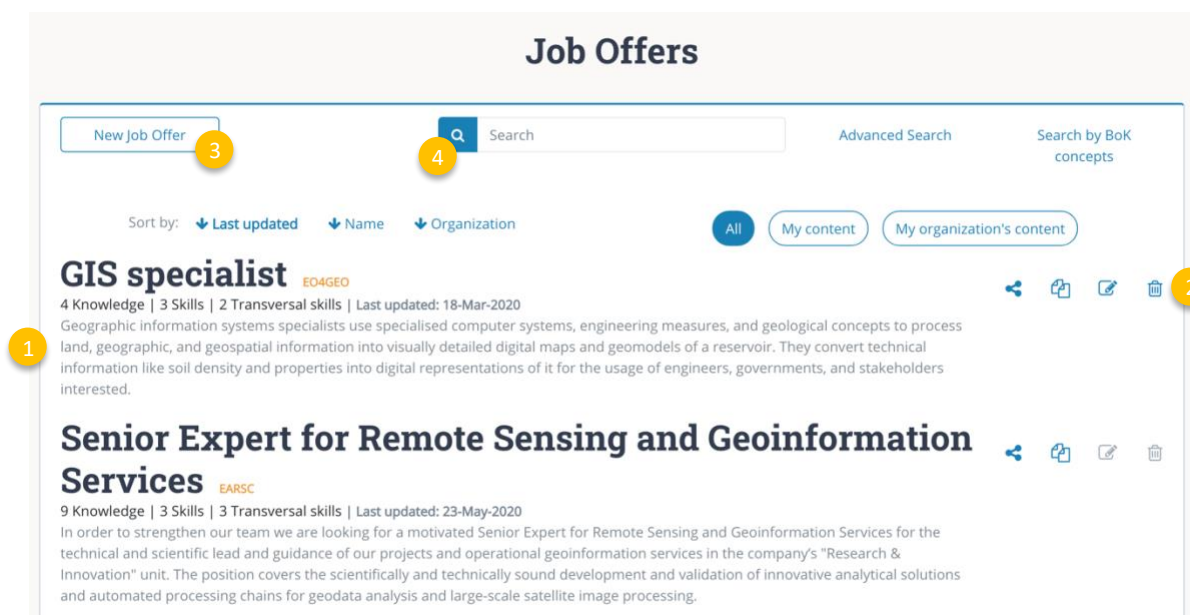 Job Offers
New Job Offer
3
4
Search
Advanced Search
Search by BoK
concepts
Sort by: Last updated Name Organization
All
My content
My organization's content
GIS specialist EO4GEO
2
4 Knowledge | 3 Skills | 2 Transversal skills | Last updated: 18-Mar-2020
Geographic information systems specialists use specialised computer systems, engineering measures, and geological concepts to process
1
land, geographic, and geospatial information into visually detailed digital maps and geomodels of a reservoir. They convert technical
information like soil density and properties into digital representations of it for the usage of engineers, governments, and stakeholders
interested.
Senior Expert for Remote Sensing and Geoinformation
Services EARSC
9 Knowledge | 3 Skills | 3 Transversal skills | Last updated: 23-May-2020
In order to strengthen our team we are looking for a motivated Senior Expert for Remote Sensing and Geoinformation Services for the
technical and scientific lead and guidance of our projects and operational geoinformation services in the company's "Research &
Innovation" unit. The position covers the scientifically and technically sound development and validation of innovative analytical solutions
and automated processing chains for geodata analysis and large-scale satellite image processing.